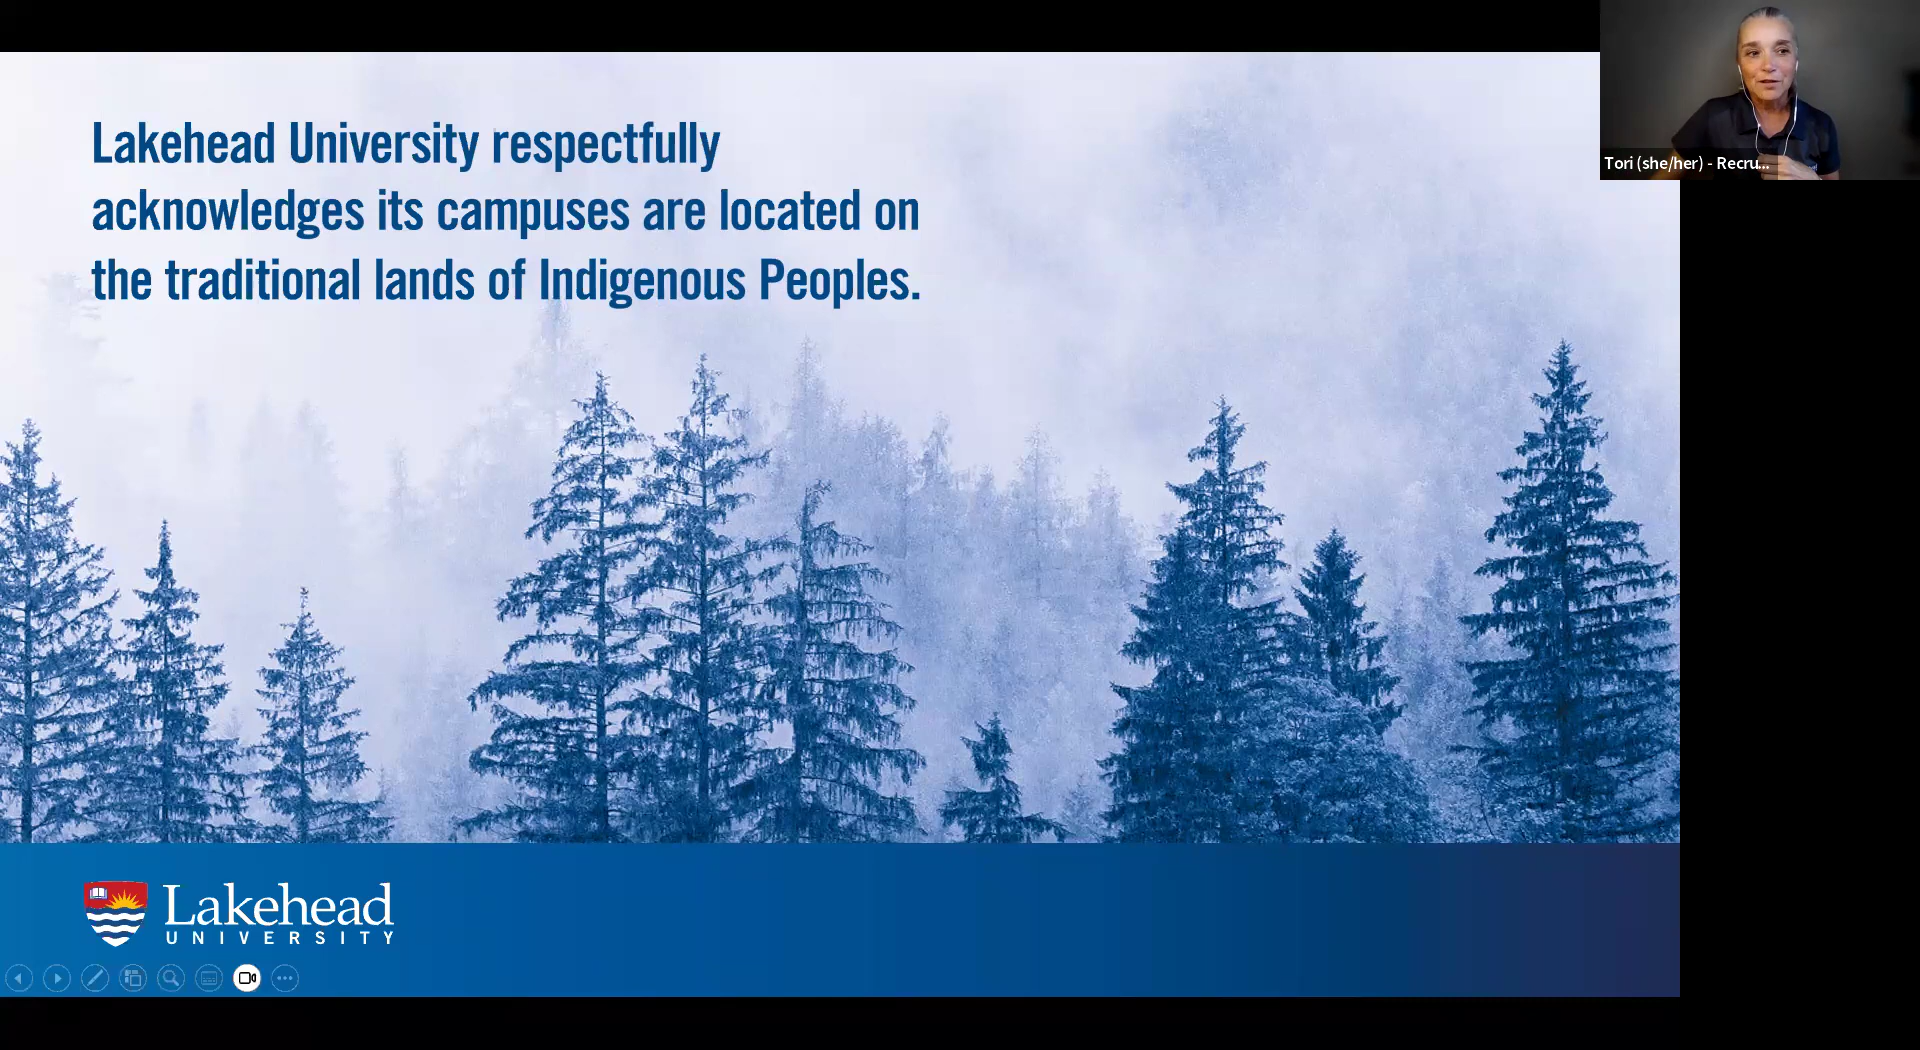 Lakehead University respectfully
acknowledges its campuses are located on
the traditional lands of Indigenous Peoples.
Tori (she/her) - Recru...
Lakehead
UNIVERSITY